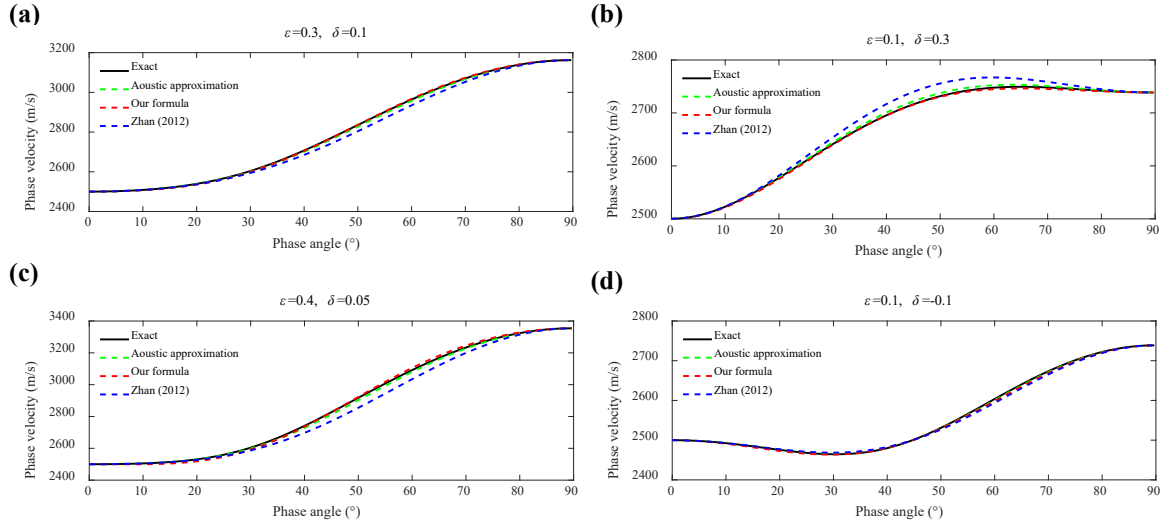 (a)
ε=0.3, δ=0.1
3200
3000
2800
2600
2400
Phase velocity (m/s)
Exact
Aoustic approximation
Our formula
Zhan (2012)
0 10 20 30 40 50 60 70 80 90
Phase angle (°)
(b)
ε=0.1, δ=0.3
2800
2700
2600
2500
Phase velocity (m/s)
Exact
Aoustic approximation
Our formula
Zhan (2012)
0 10 20 30 40 50 60 70 80 90
Phase angle (°)
(c)
ε=0.4, δ=0.05
3400
3200
3000
2800
2600
2400
Phase velocity (m/s)
Exact
Aoustic approximation
Our formula
Zhan (2012)
0 10 20 30 40 50 60 70 80 90
Phase angle (°)
(d)
ε=0.1, δ=-0.1
2800
2700
2600
2500
2400
Phase velocity (m/s)
Exact
Aoustic approximation
Our formula
Zhan (2012)
0 10 20 30 40 50 60 70 80 90
Phase angle (°)